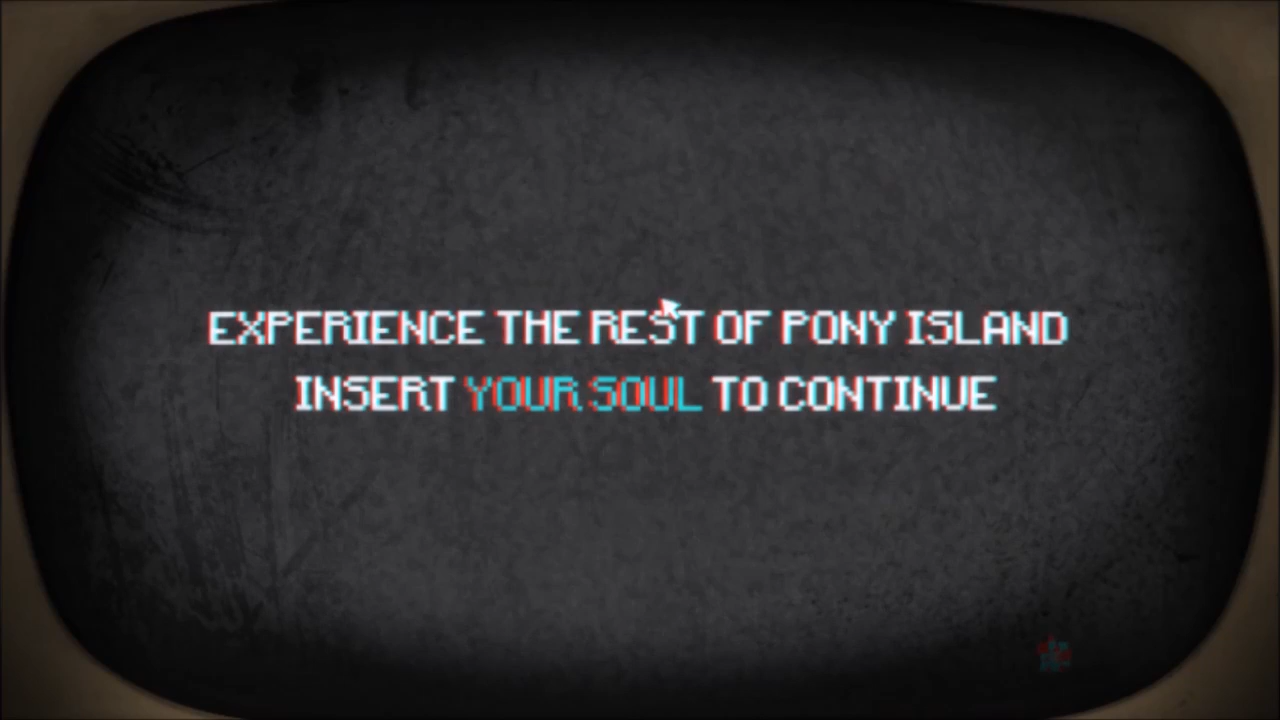 EXPERIENCE THE REST OF PONY ISLAND
INSERT YOUR SOUL TO CONTINUE